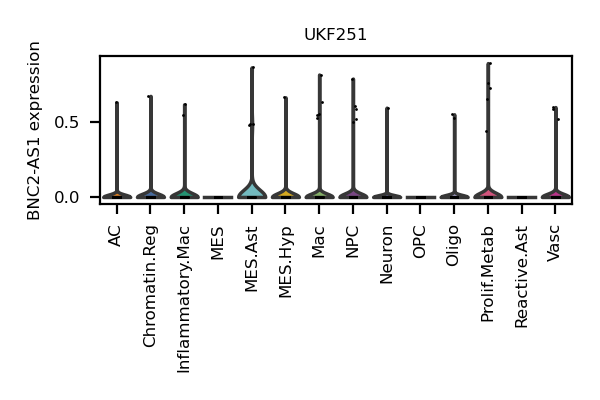 UKF251
BNC2-AS1 expression
0.5
0.0
AC
Chromatin.Reg
Inflammatory.Mac
MES
MES.Ast
MES.Hyp
Mac
NPC
Neuron
OPC
Oligo
Prolif.Metab
Reactive.Ast
Vasc